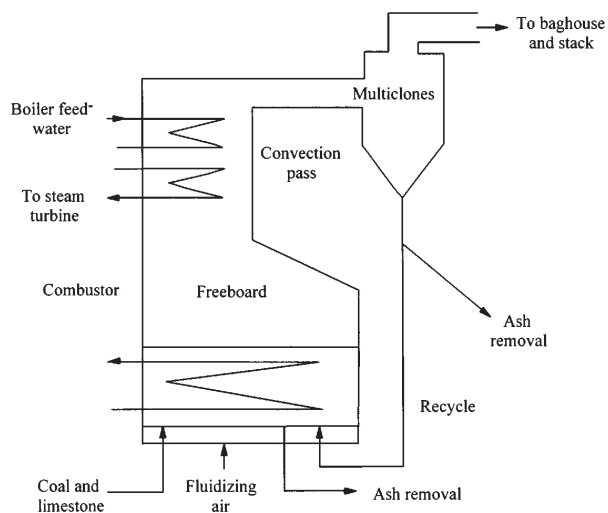 To baghouse
and stack
Multiclones
Boiler feed-
water
Convection
pass
To steam
turbine
Combustor
Freeboard
Ash
removal
Recycle
Coal and
limestone
Fluidizing
air
Ash removal